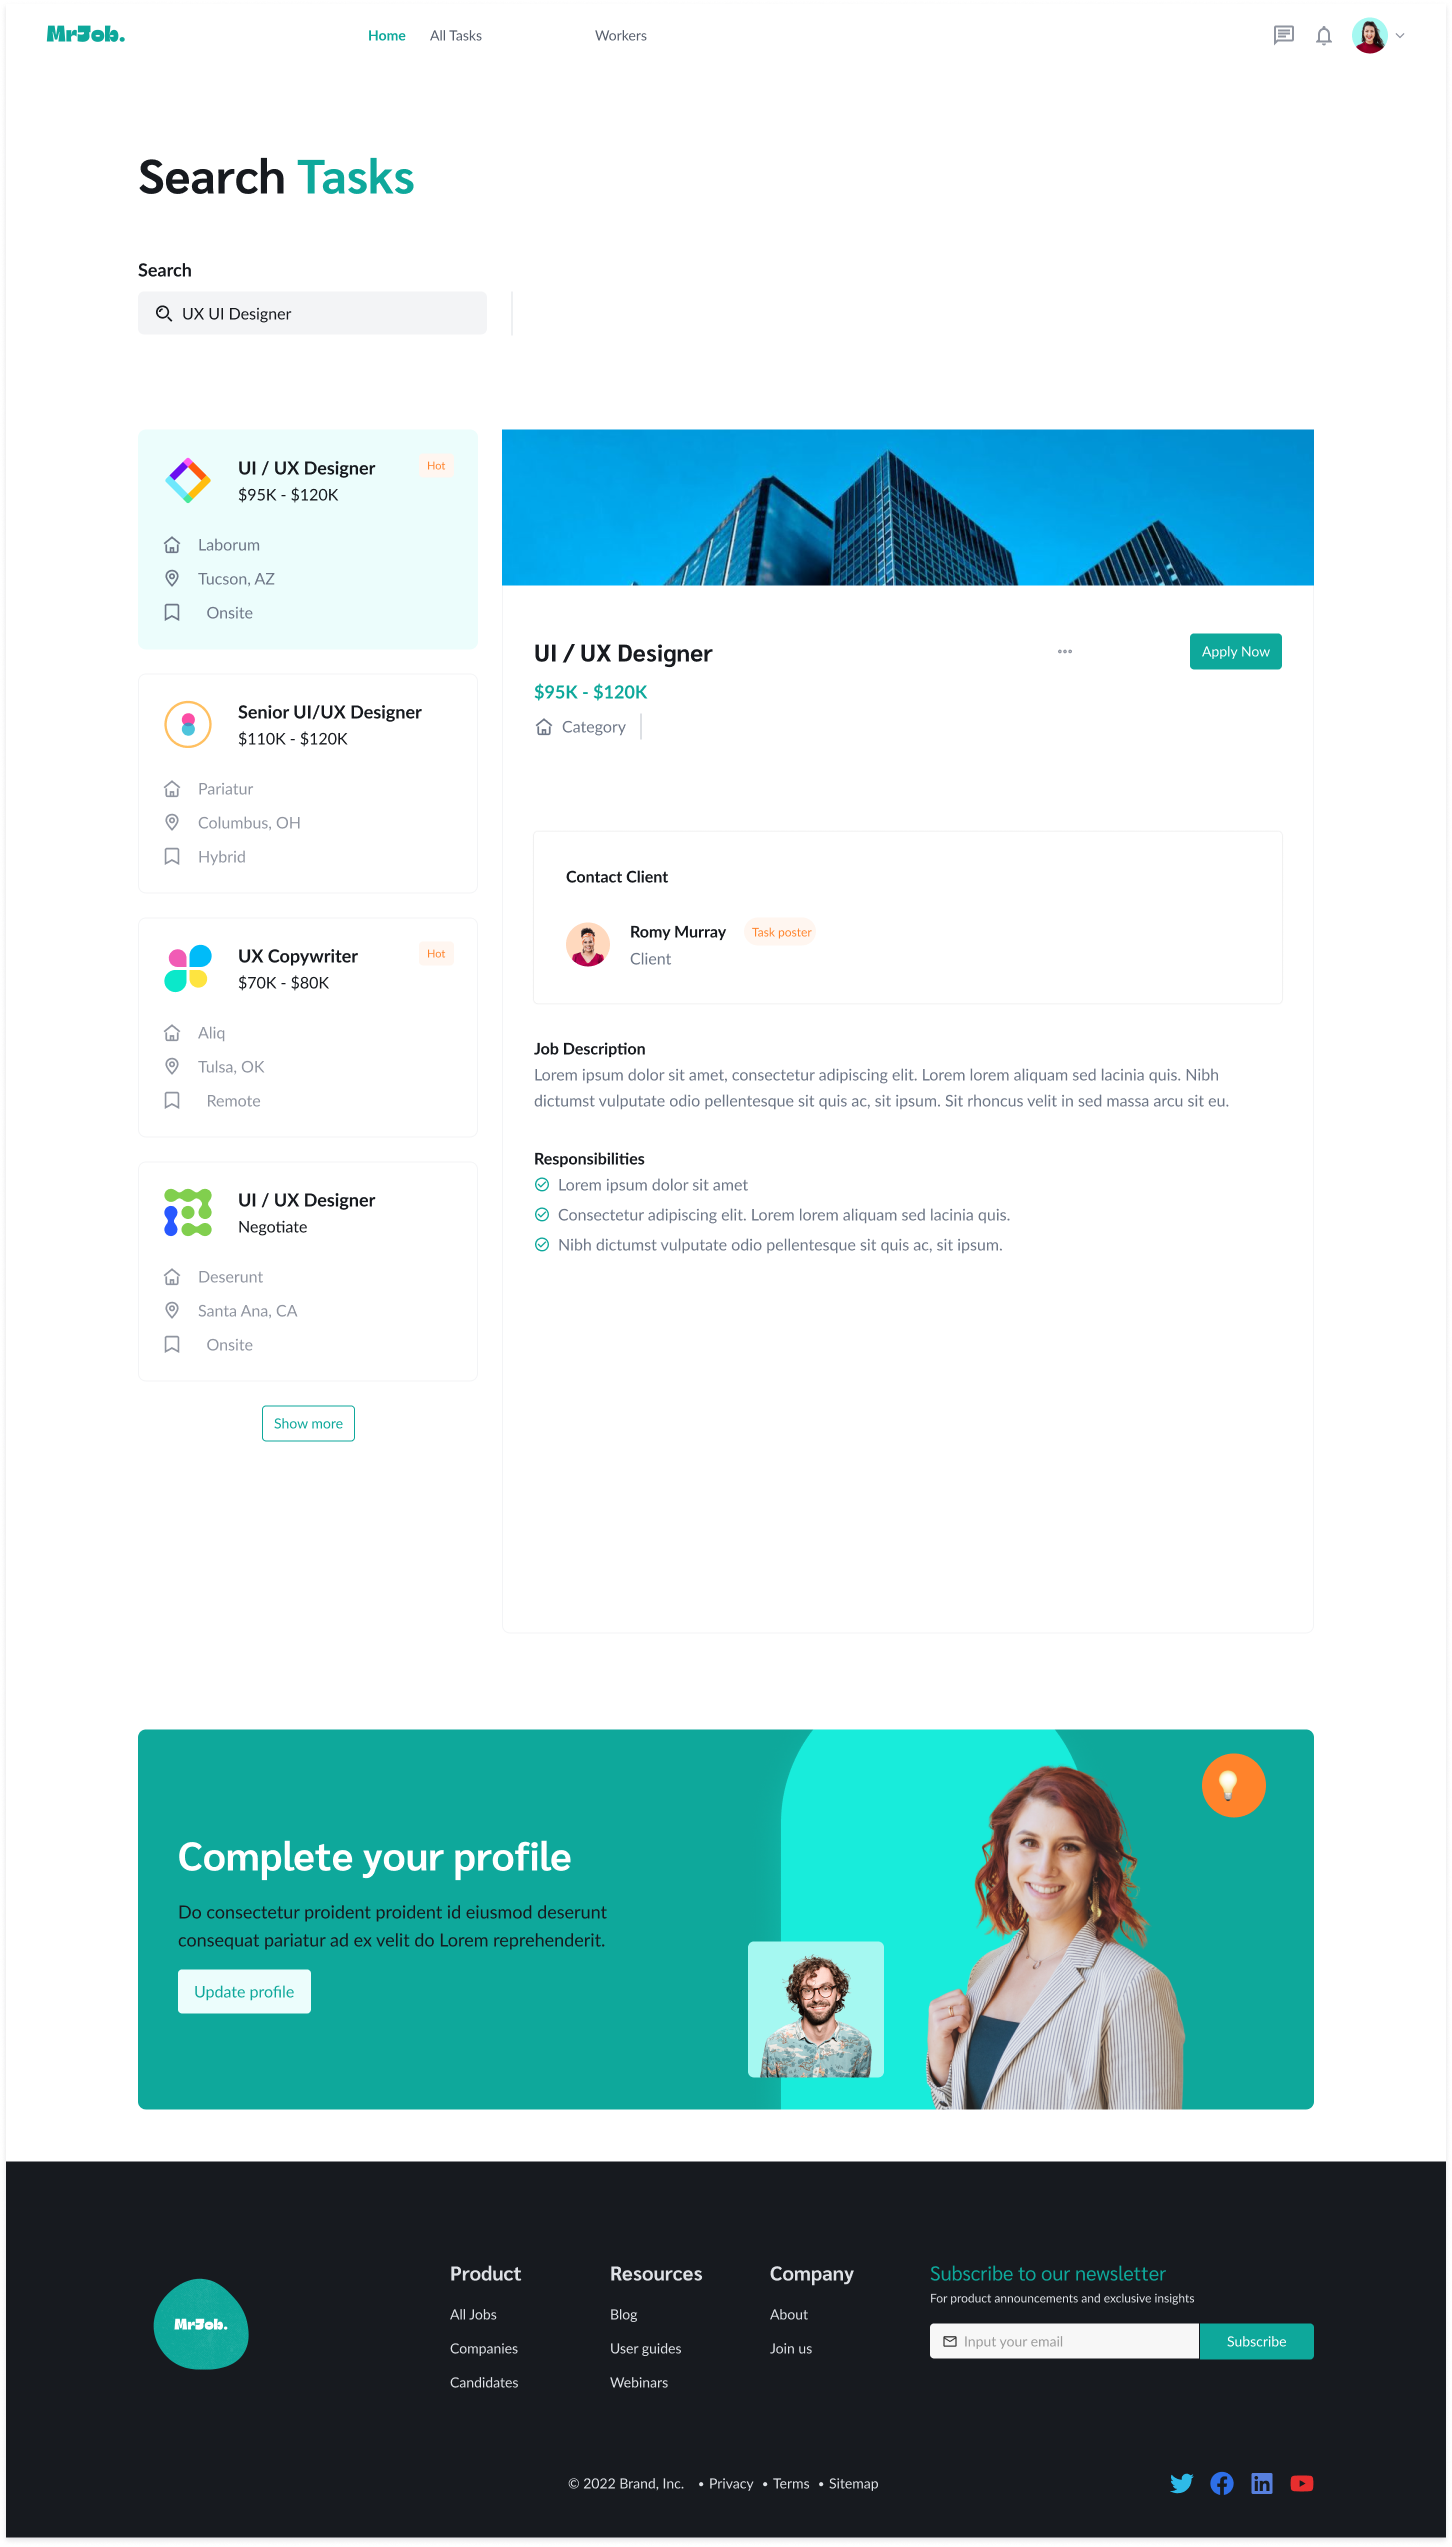 MrJob.
Home
All Tasks
Workers
Search Tasks
Search
UX UI Designer
UI / UX Designer
Hot
$95K - $120K
Laborum
Tucson, AZ
Onsite
Senior UI/UX Designer
$110K - $120K
Pariatur
Columbus, OH
Hybrid
UX Copywriter
Hot
$70K - $80K
Aliq
Tulsa, OK
Remote
UI / UX Designer
Negotiate
Deserunt
Santa Ana, CA
Onsite
Show more
UI / UX Designer
Apply Now
$95K - $120K
Category
Contact Client
Romy Murray
Task poster
Client
Job Description
Lorem ipsum dolor sit amet, consectetur adipiscing elit. Lorem lorem aliquam sed lacinia quis. Nibh
dictumst vulputate odio pellentesque sit quis ac, sit ipsum. Sit rhoncus velit in sed massa arcu sit eu.
Responsibilities
Lorem ipsum dolor sit amet
Consectetur adipiscing elit. Lorem lorem aliquam sed lacinia quis.
Nibh dictumst vulputate odio pellentesque sit quis ac, sit ipsum.
Complete your profile
Do consectetur proident proident id eiusmod deserunt
consequat pariatur ad ex velit do Lorem reprehenderit.
Update profile
MrJob.
Product
All Jobs
Companies
Candidates
Resources
Blog
User guides
Webinars
Company
About
Join us
Subscribe to our newsletter
For product announcements and exclusive insights
Input your email
Subscribe
© 2022 Brand, Inc. • Privacy • Terms • Sitemap